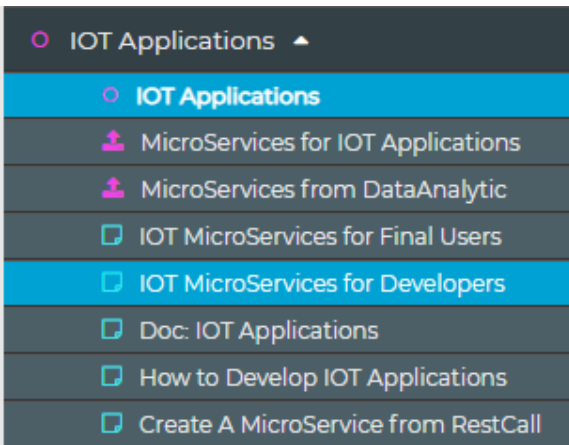 IOT Applications
IOT Applications
MicroServices for IOT Applications
MicroServices from DataAnalytic
IOT MicroServices for Final Users
IOT MicroServices for Developers
Doc: IOT Applications
How to Develop IOT Applications
Create A MicroService from RestCall